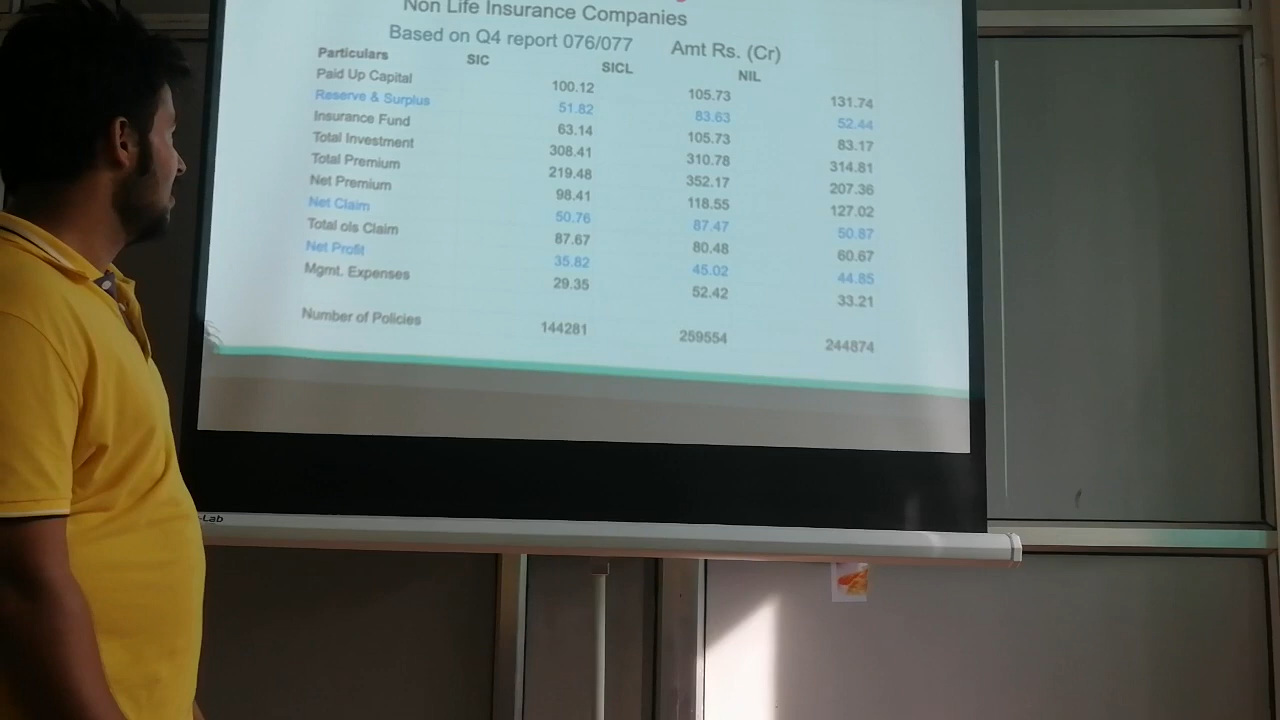 Non Life Insurance Companies
Based on Q4 report 076/077 Amt Rs. (Cr)
Particulars SIC SICL NIL
Paid Up Capital 100.12 105.73 131.74
Reserve & Surplus 51.82 83.63 52.44
Insurance Fund 63.14 105.73 83.17
Total Investment 308.41 310.78 314.81
Total Premium 219.48 352.17 207.36
Net Premium 98.41 118.55 127.02
Net Claim 50.76 87.47 50.87
Total ols Claim 87.67 80.48 60.67
Net Profit 35.82 45.02 44.85
Mgmt. Expenses 29.35 52.42 33.21
Number of Policies 144281 259554 244874
-Lab